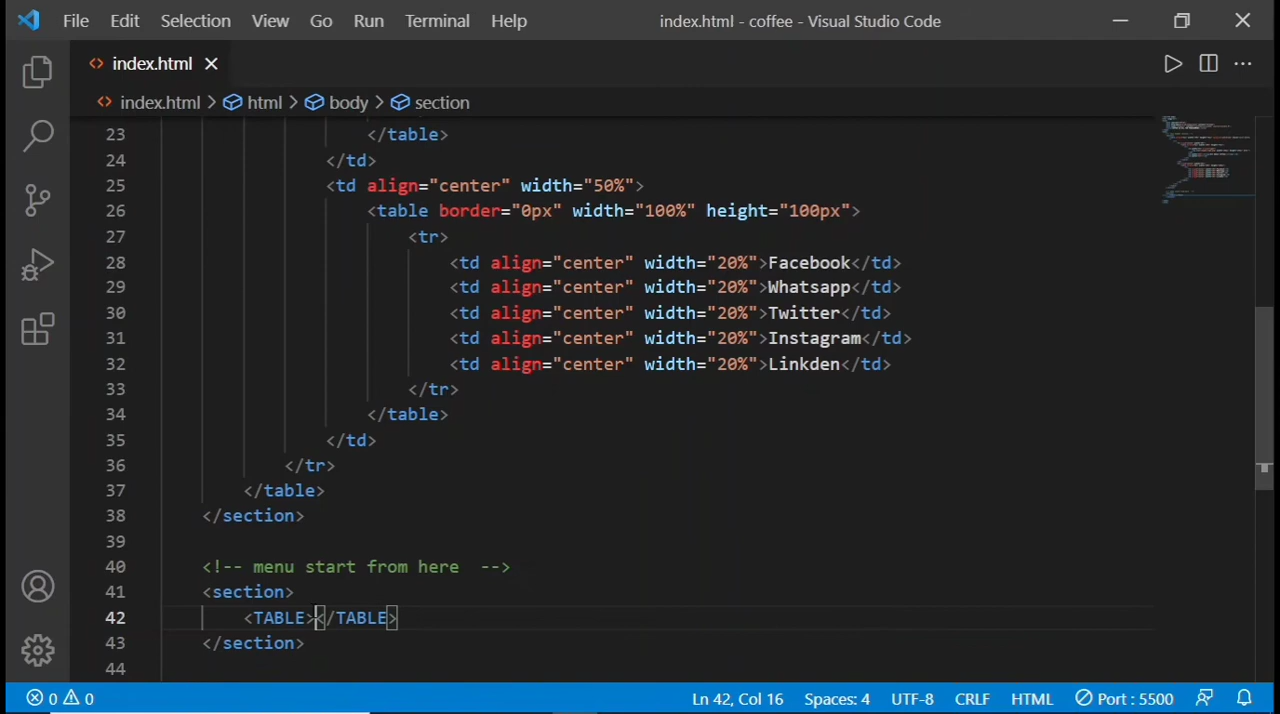 File Edit Selection View Go Run Terminal Help index.html - coffee - Visual Studio Code
index.html
index.html > html > body > section
23 </table>
24 </td>
25 <td align="center" width="50%">
26 <table border="0px" width="100%" height="100px">
27 <tr>
28 <td align="center" width="20%">Facebook</td>
29 <td align="center" width="20%">Whatsapp</td>
30 <td align="center" width="20%">Twitter</td>
31 <td align="center" width="20%">Instagram</td>
32 <td align="center" width="20%">Linkden</td>
33 </tr>
34 </table>
35 </td>
36 </tr>
37 </table>
38 </section>
39
40 <!-- menu start from here  -->
41 <section>
42 <TABLE></TABLE>
43 </section>
44
0 0 Ln 42, Col 16 Spaces: 4 UTF-8 CRLF HTML Port : 5500